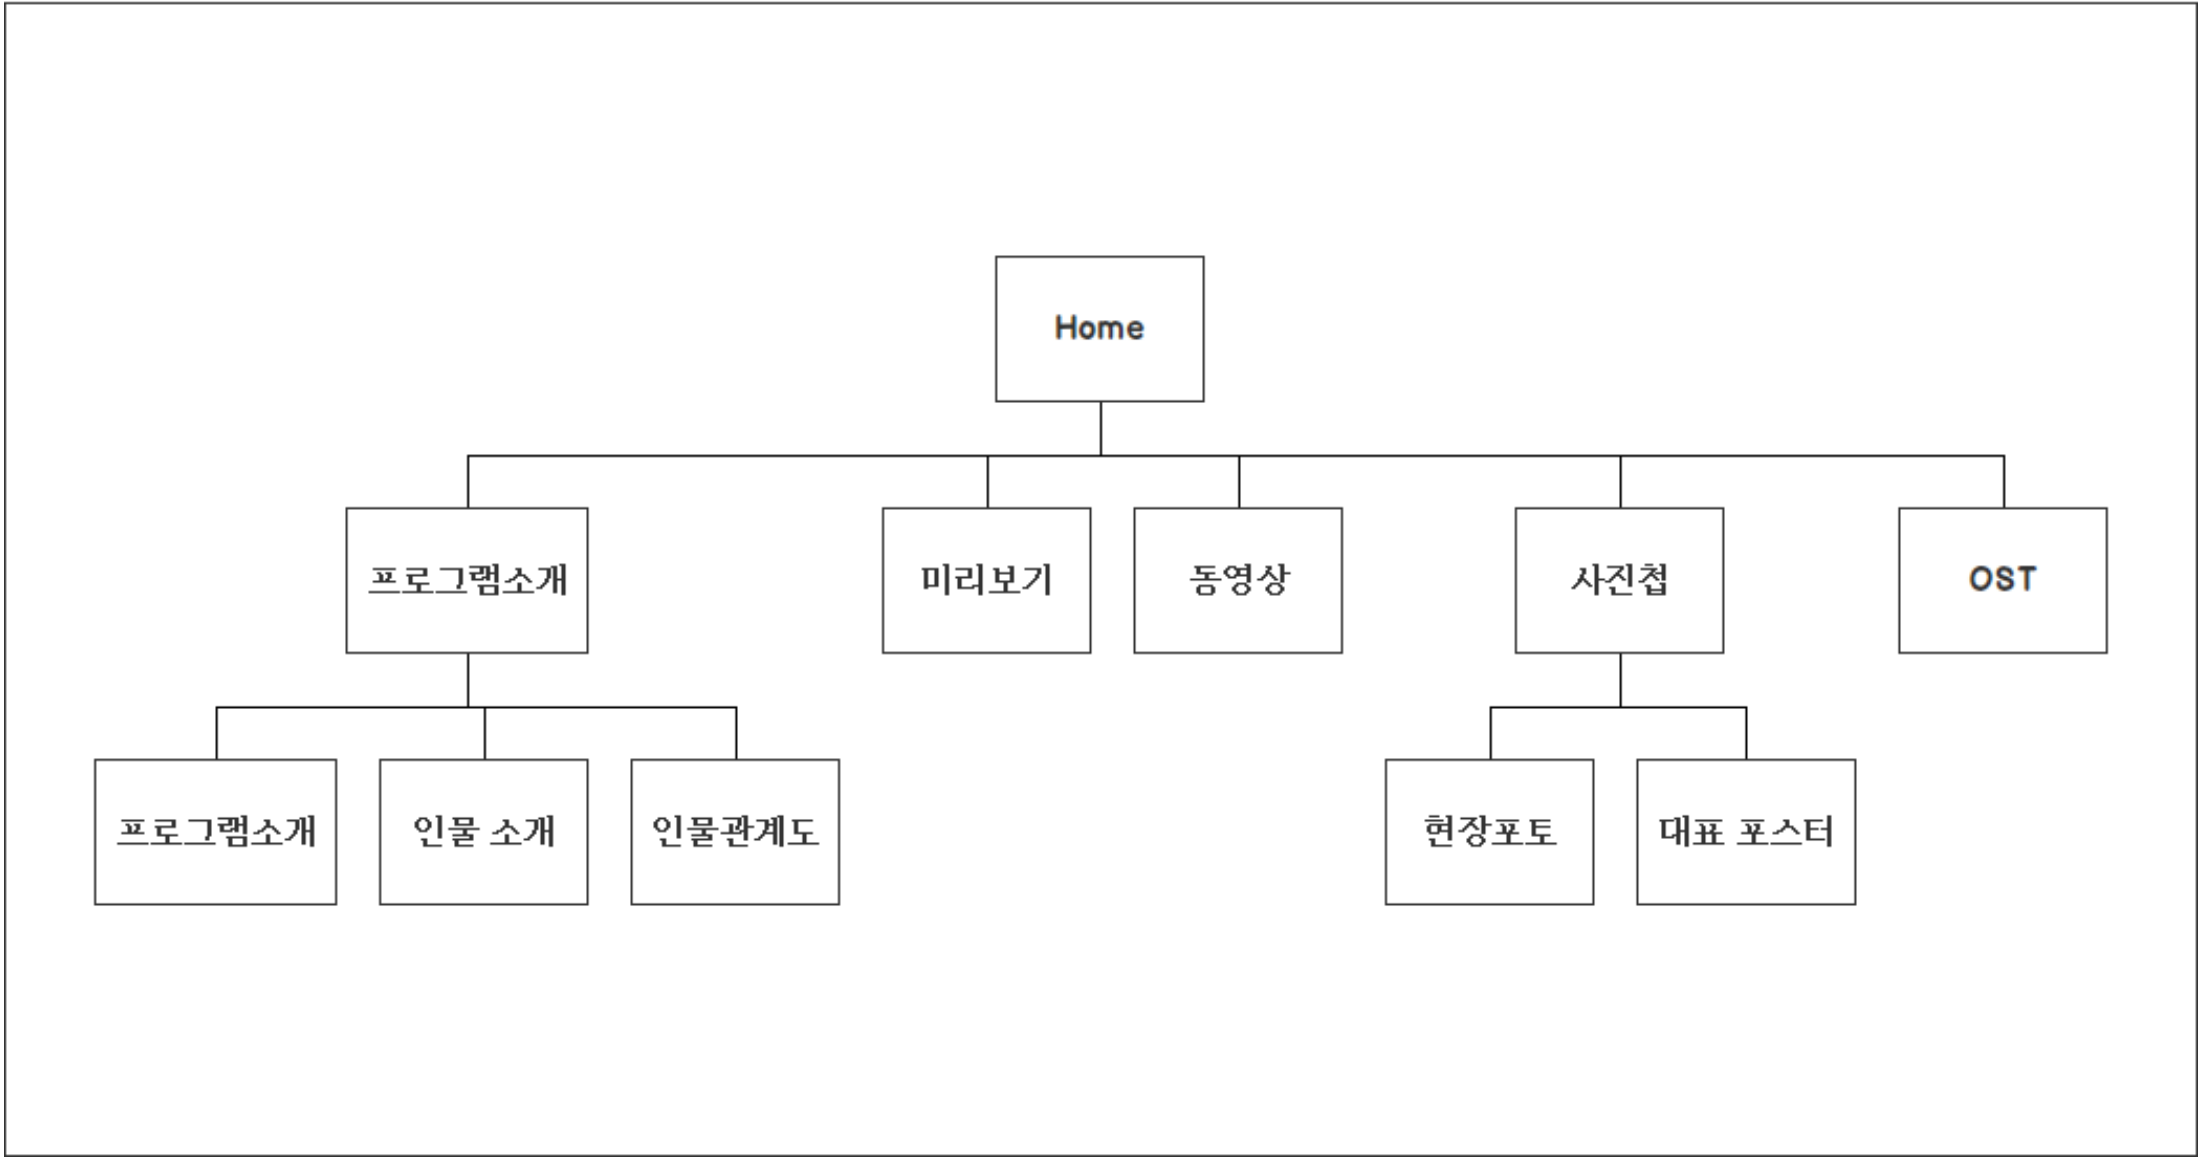 Home
프로그램소개
미리보기
동영상
사진첩
OST
프로그램소개
인물 소개
인물관계도
현장포토
대표 포스터